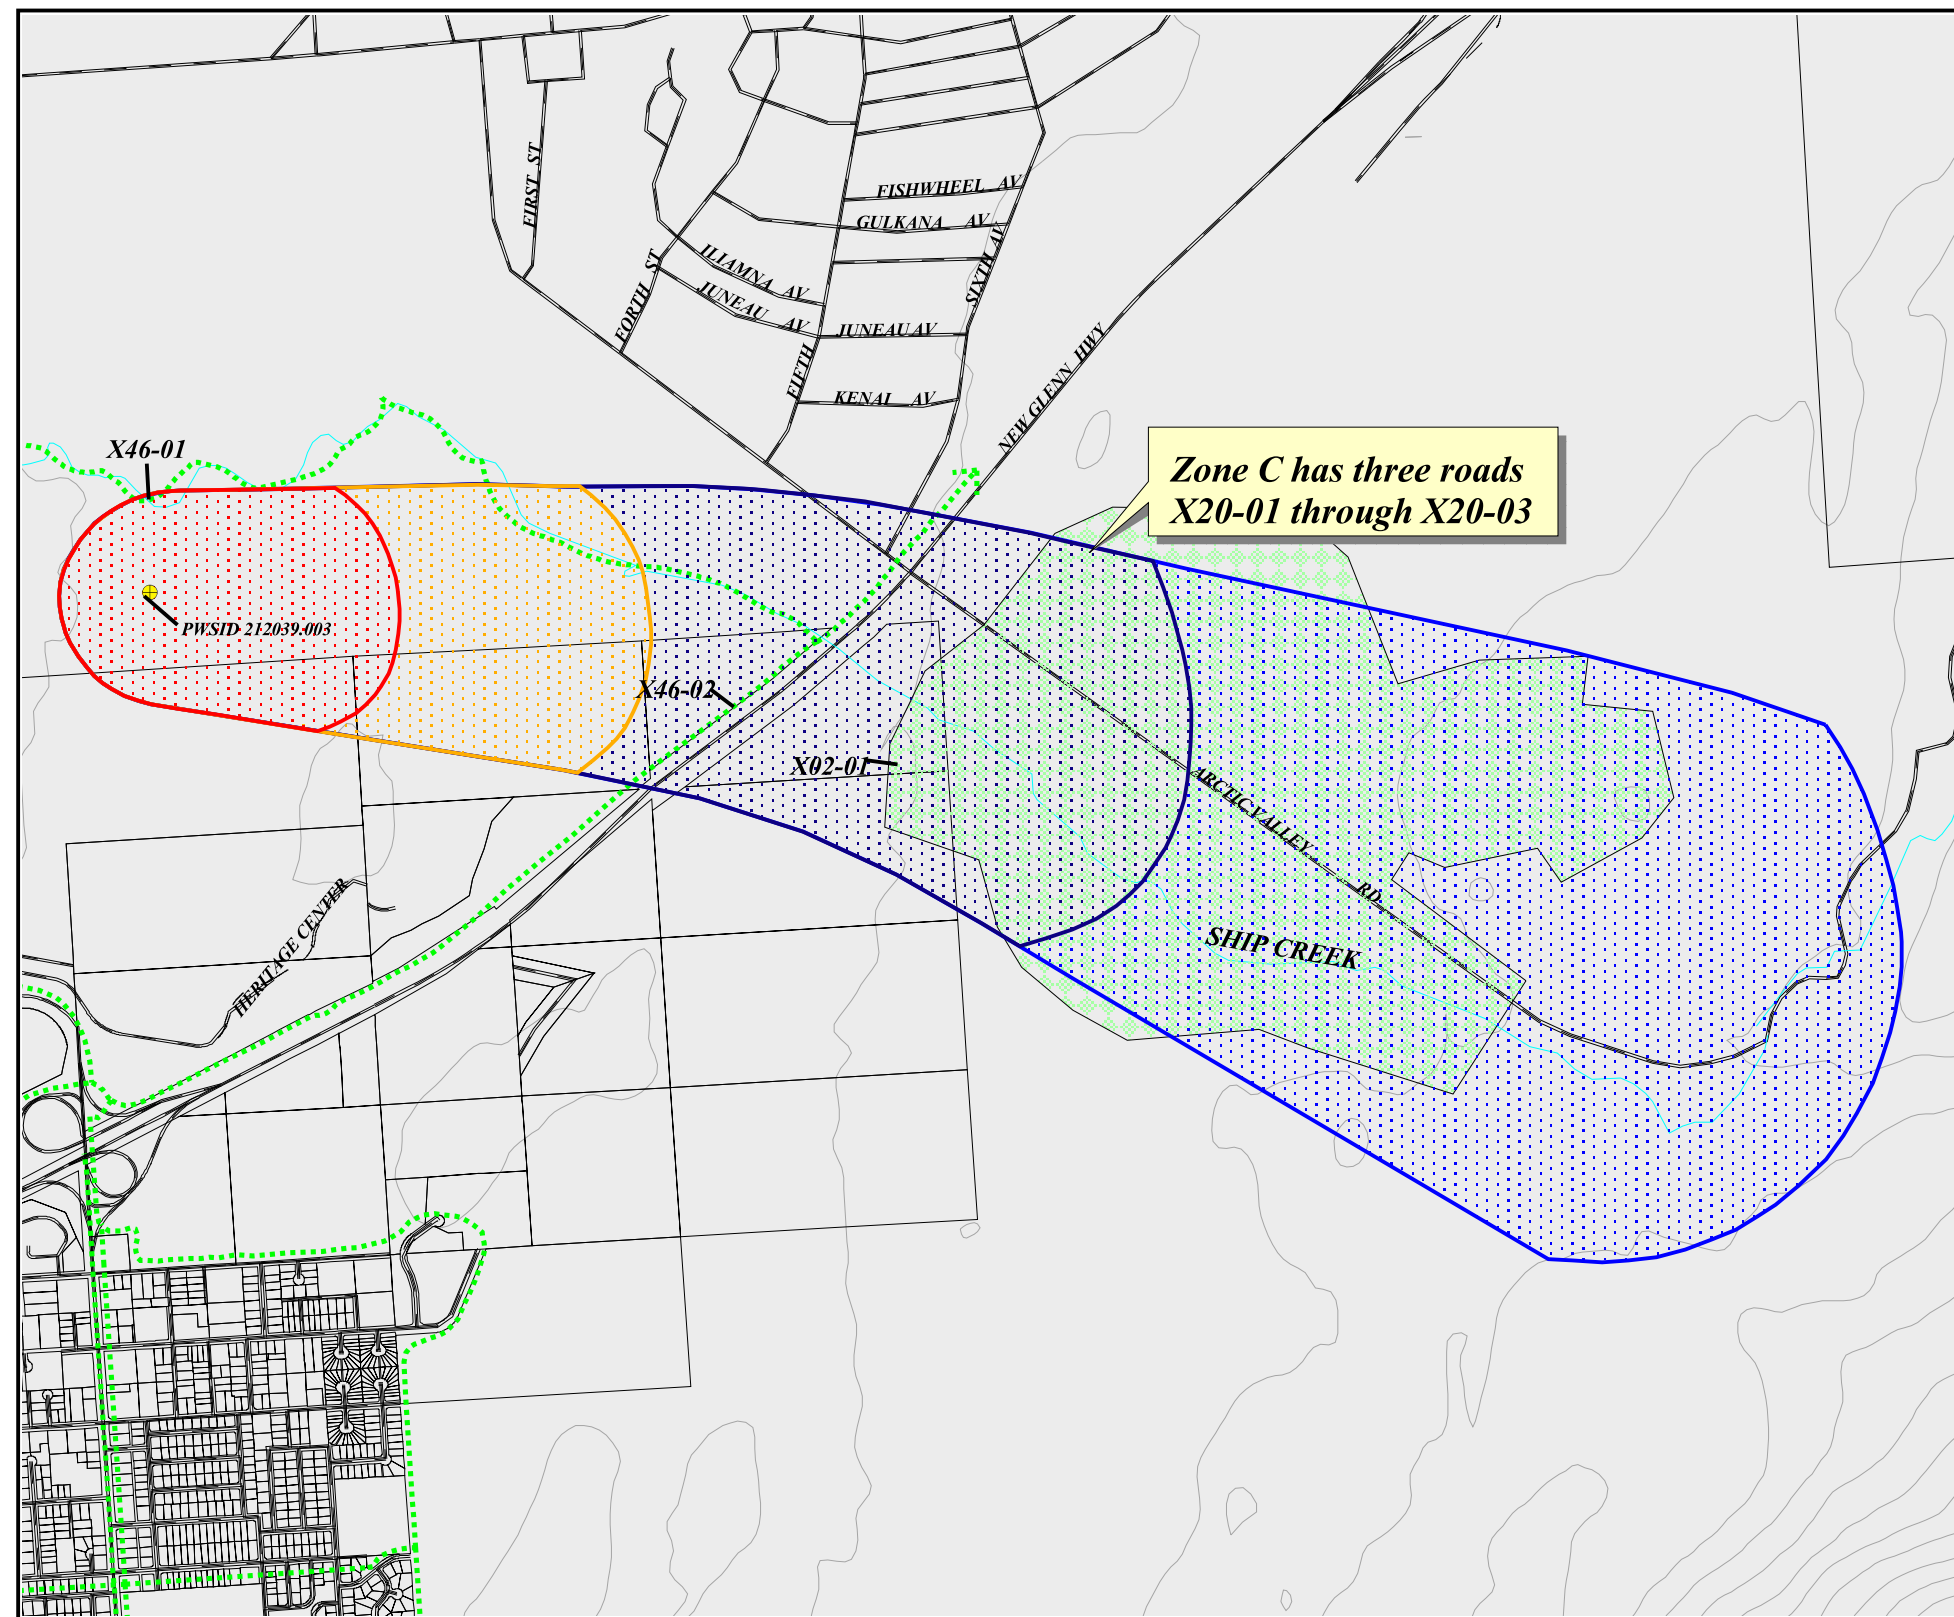 FIRST ST
FISHWHEEL AV
GULKANA AV
ILIAMNA AV
FORTH ST
SIXTH AV
JUNEAU AV
JUNEAU AV
NEW GLENN HWY
FIFTH
KENAI AV
X46-01
Zone C has three roads
X20-01 through X20-03
PWSID 212039.003
X46-02
X02-01
ARCTIC VALLEY RD
HERITAGE CENTER
SHIP CREEK